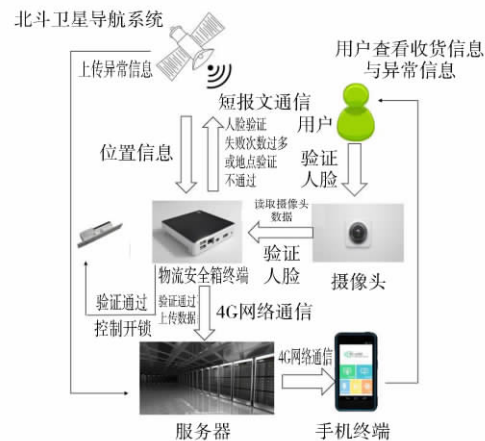 北斗卫星导航系统
上传异常信息
用户查看收货信息
与异常信息
短报文通信
人脸验证
失败次数过多
或地点验证
不通过
用户
位置信息
验证
人脸
读取摄像头
数据
验证
人脸
物流安全箱终端
摄像头
验证通过
控制开锁
验证通过
上传数据
4G网络通信
4G网络通信
服务器
手机终端